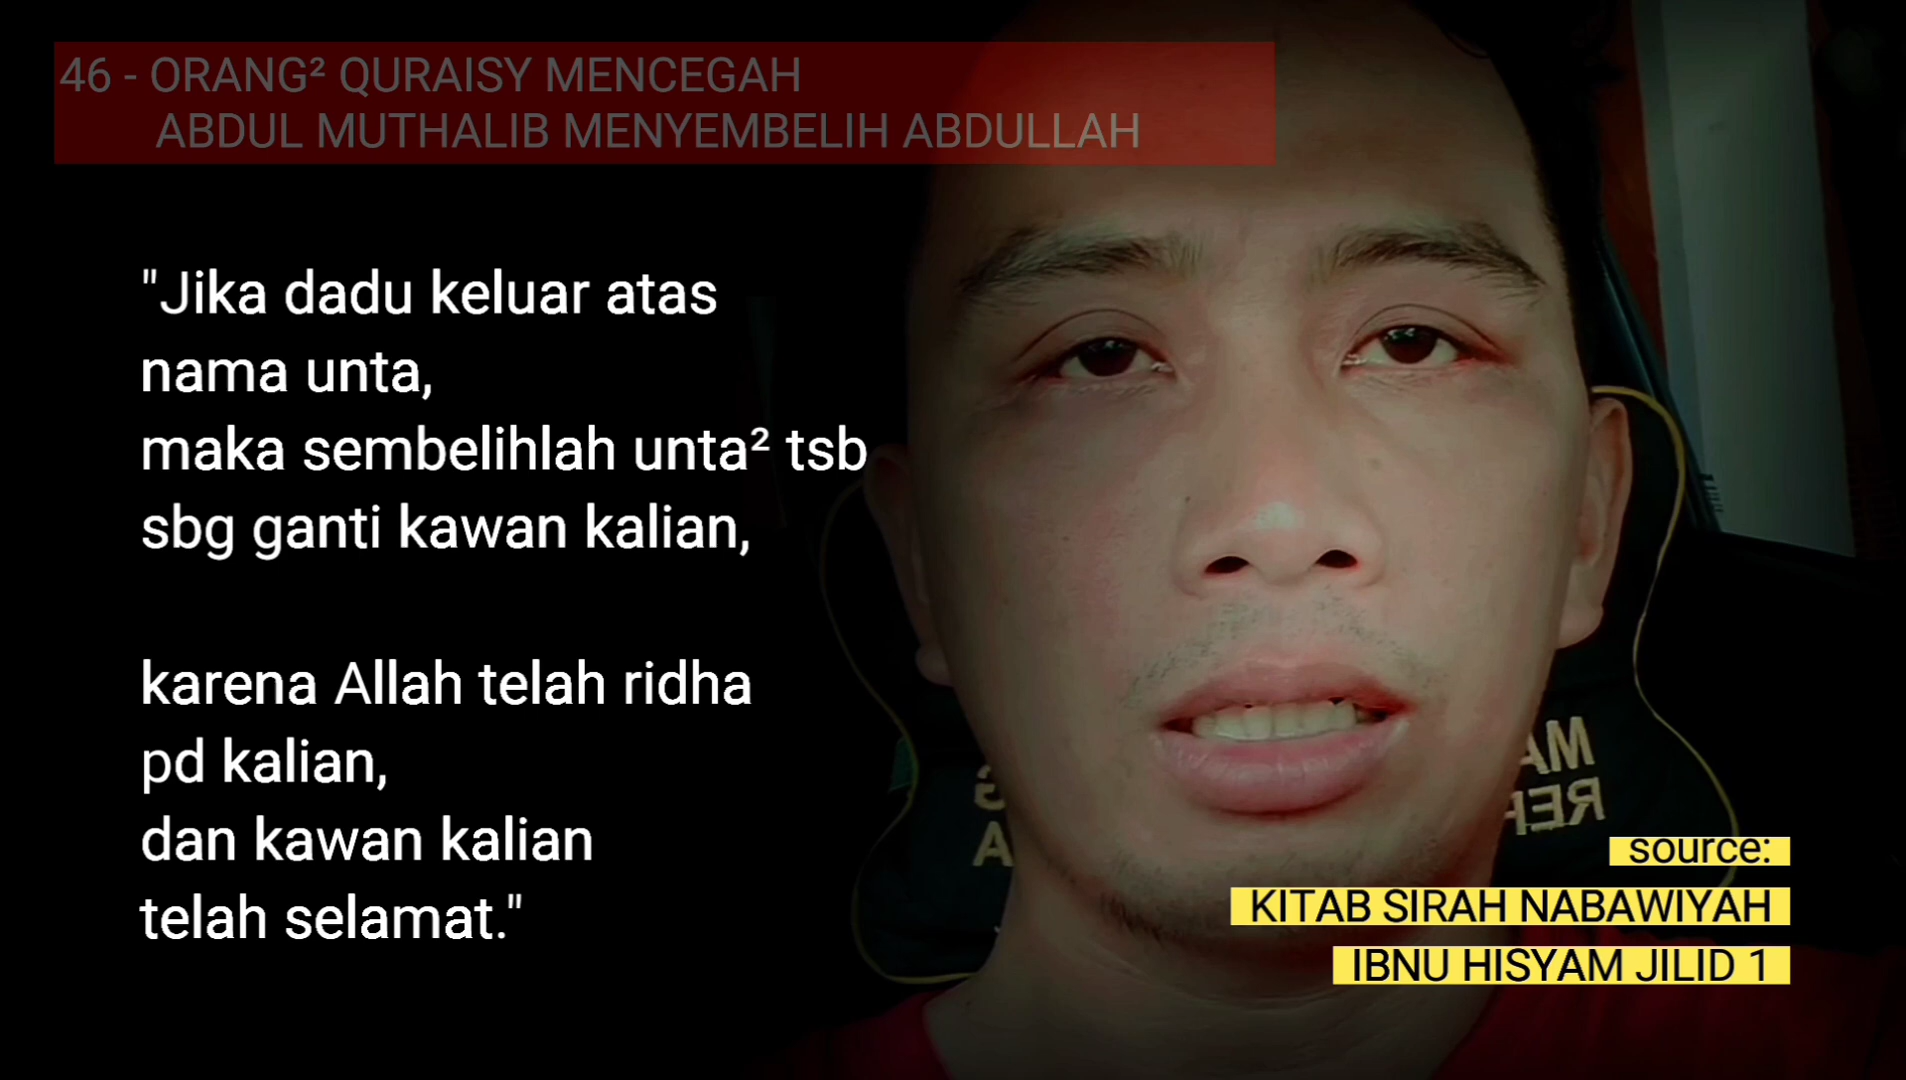 46 - ORANG² QURAISY MENCEGAH
ABDUL MUTHALIB MENYEMBELIH ABDULLAH
"Jika dadu keluar atas
nama unta,
maka sembelihlah unta² tsb
sbg ganti kawan kalian,
karena Allah telah ridha
pd kalian,
dan kawan kalian
telah selamat."
source:
KITAB SIRAH NABAWIYAH
IBNU HISYAM JILID 1